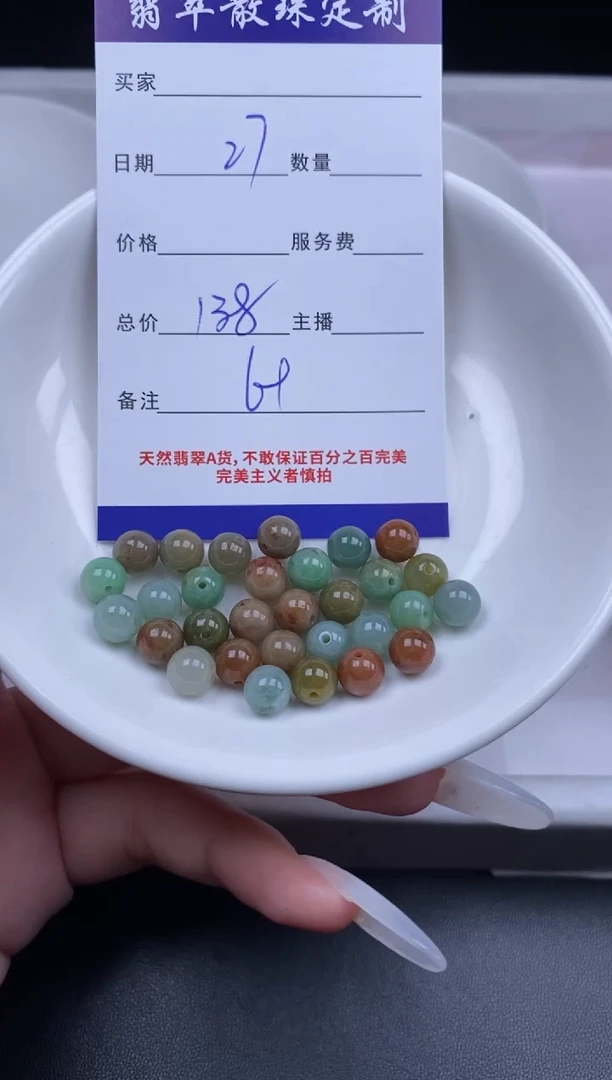 翡翠散珠定制
买家
日期 27 数量
价格 服务费
总价 138 主播
备注
天然翡翠A货，不敢保证百分之百完美
完美主义者慎拍